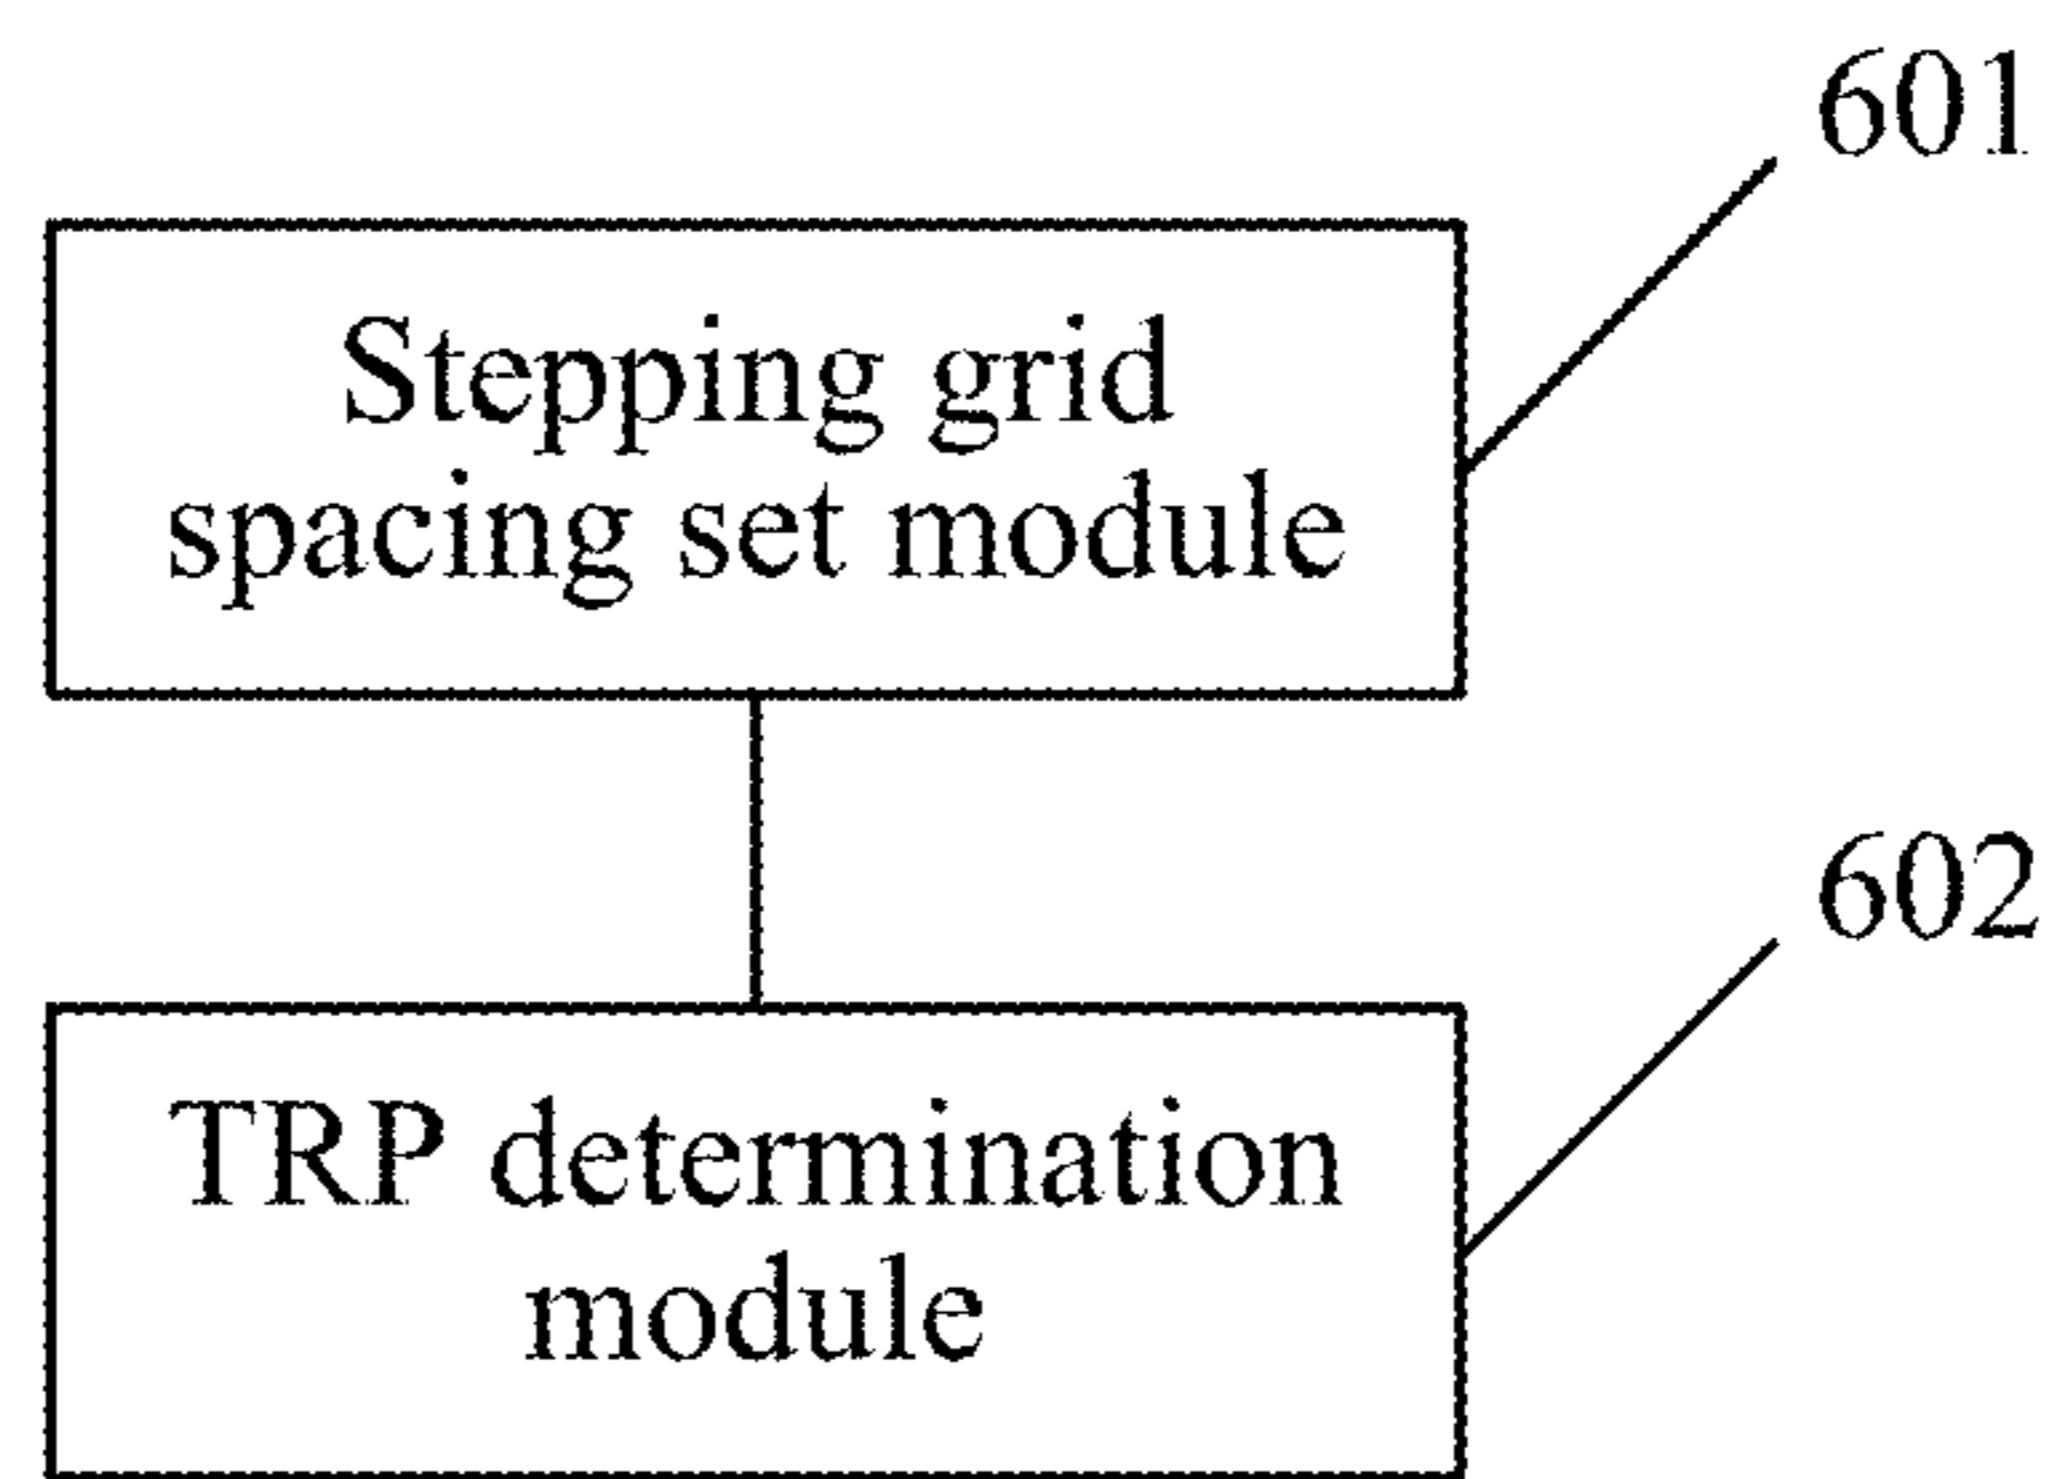 601
Stepping grid
spacing set module
602
TRP determination
module